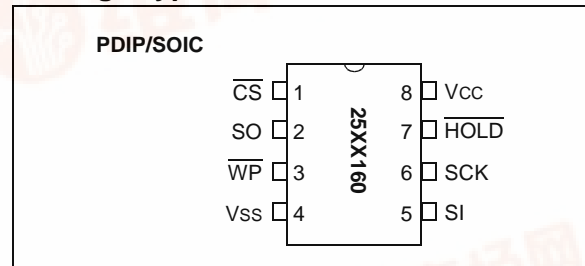 PDIP/SOIC
CS 1 8 VCC
SO 2 7 HOLD
WP 3 6 SCK
VSS 4 5 SI
25XX160